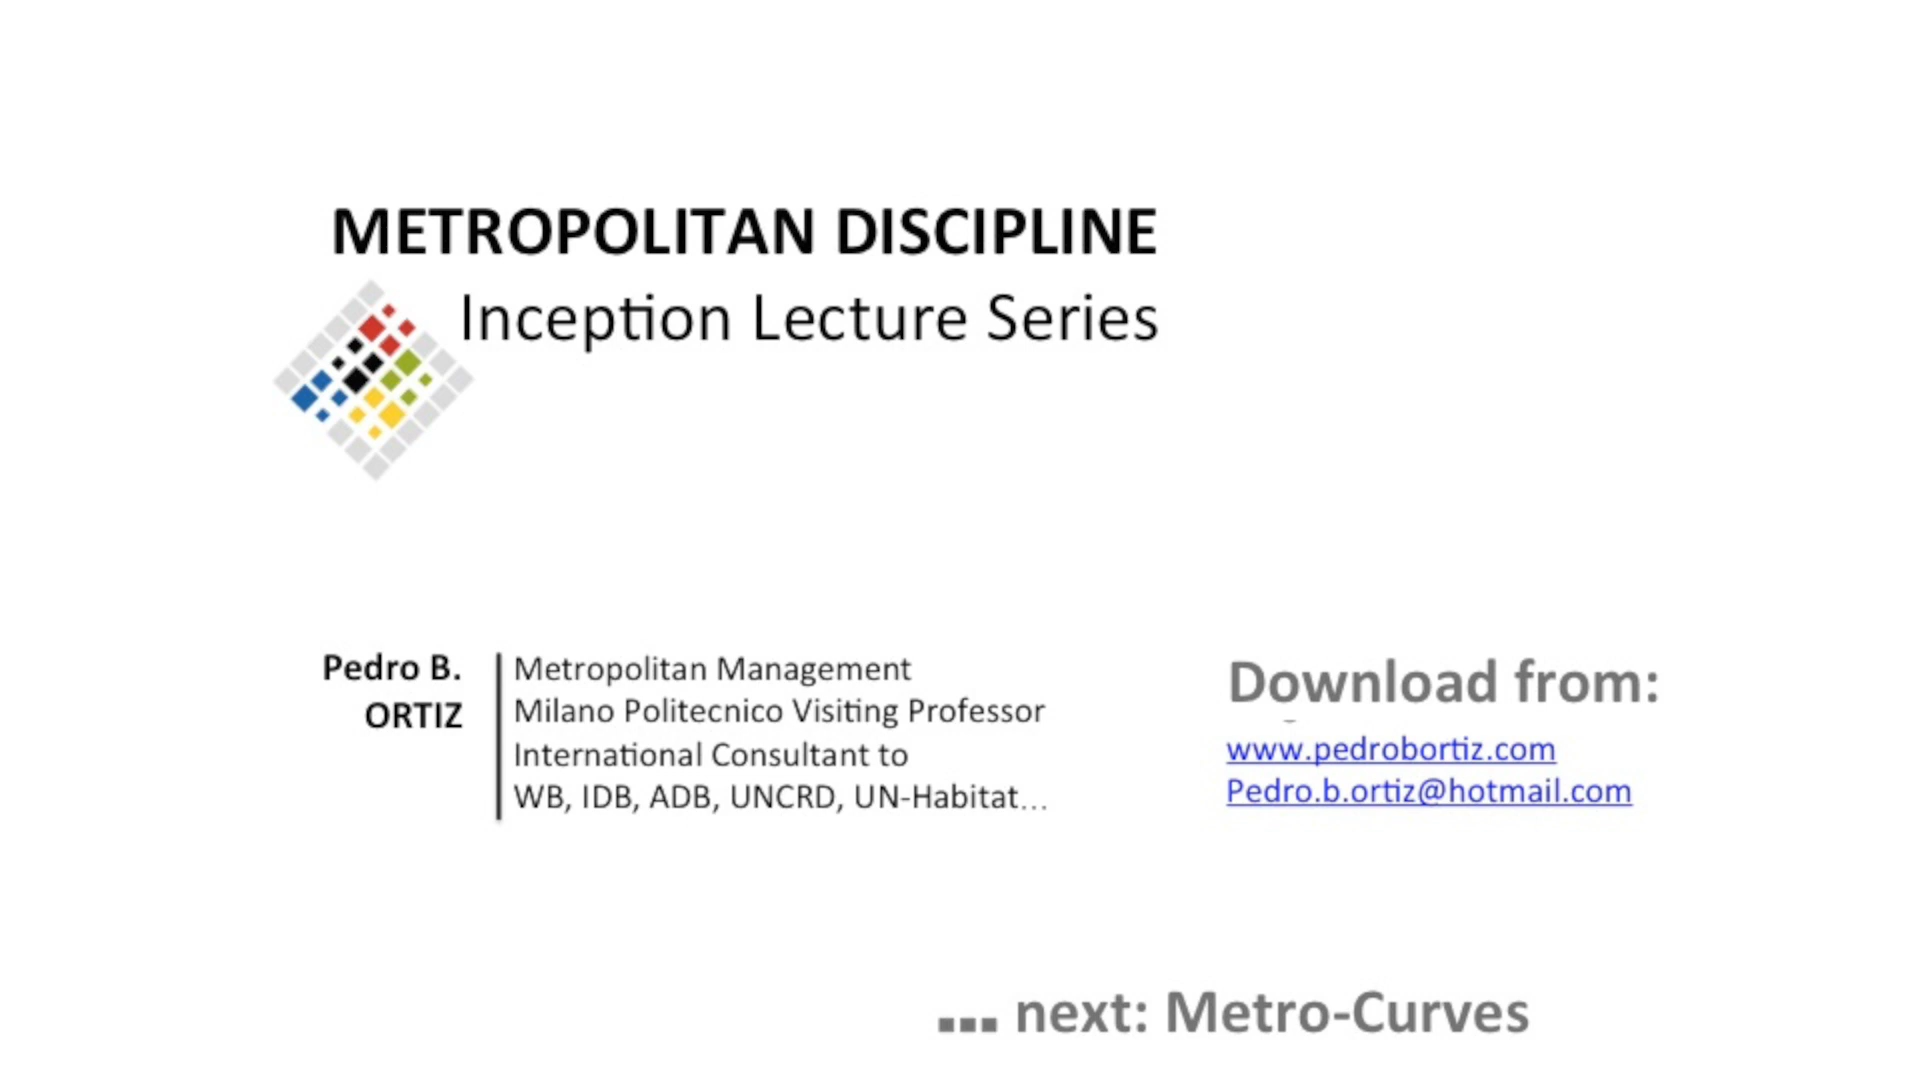 METROPOLITAN DISCIPLINE
Inception Lecture Series
Pedro B.
ORTIZ
Metropolitan Management
Milano Politecnico Visiting Professor
International Consultant to
WB, IDB, ADB, UNCRD, UN-Habitat...
Download from:
www.pedrobortiz.com
Pedro.b.ortiz@hotmail.com
... next: Metro-Curves